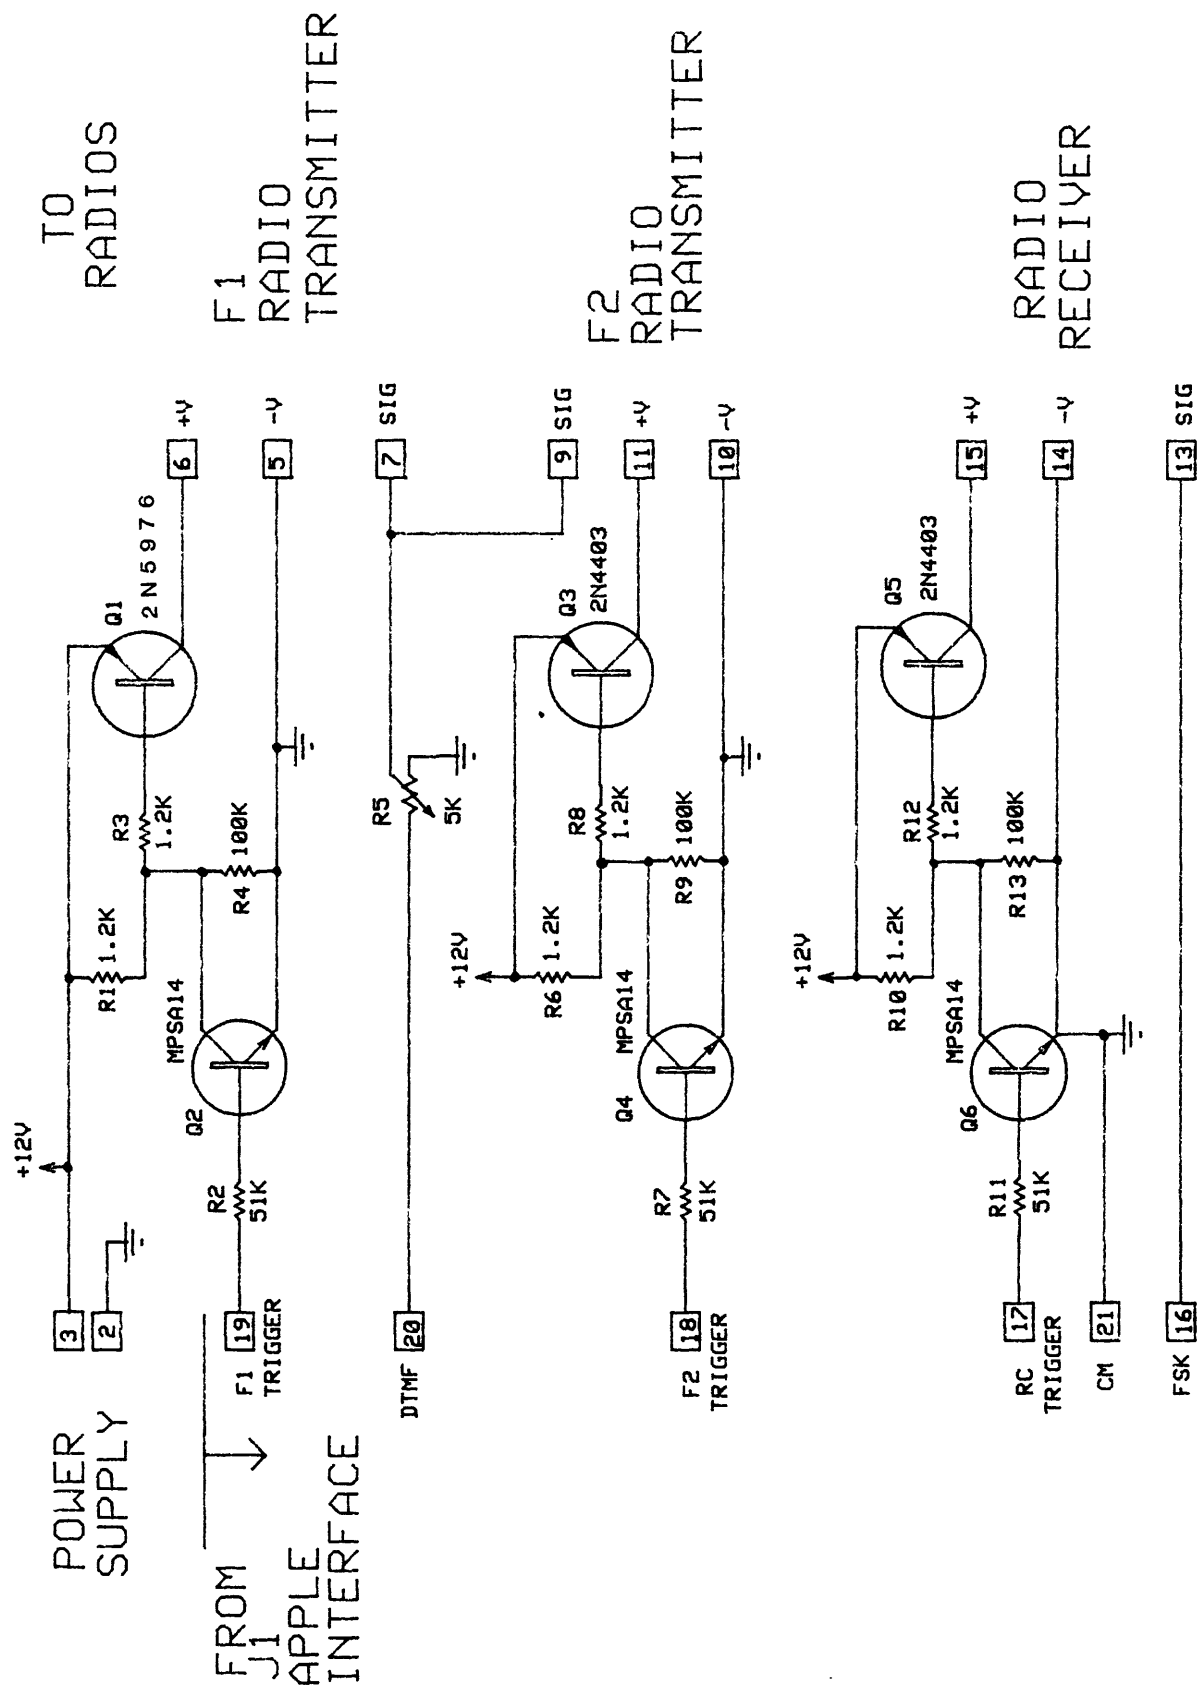 POWER
SUPPLY
3
2
+12V
TO
RADIOS
FROM
J1
APPLE
INTERFACE
F1
TRIGGER
19
R2
51K
Q2
MPSA14
R1
1.2K
R3
1.2K
R4
100K
Q1
2N5976
6 +V
5 -V
F1
RADIO
TRANSMITTER
DTMF 20
R5
5K
7 SIG
9 SIG
F2
TRIGGER
18
R7
51K
Q4
MPSA14
+12V
R6
1.2K
R8
1.2K
R9
100K
Q3
2N4403
11 +V
10 -V
F2
RADIO
TRANSMITTER
RC
TRIGGER
17
R11
51K
Q6
MPSA14
+12V
R10
1.2K
R12
1.2K
R13
100K
Q5
2N4403
15 +V
14 -V
RADIO
RECEIVER
CM 21
FSK 16
13 SIG